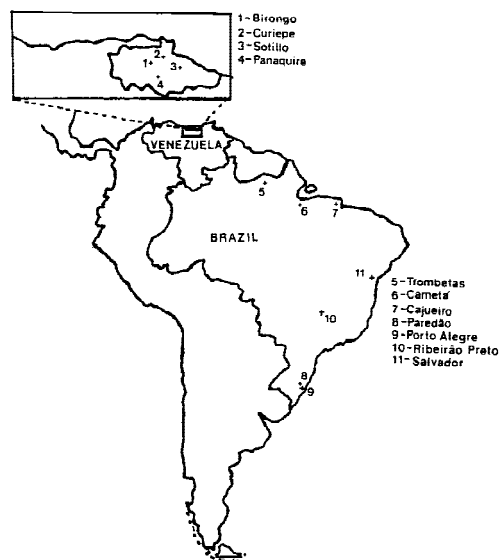 1-Birongo
2-Curiepe
3-Sotillo
4-Panaquire
2
1
3
4
VENEZUELA
5
6
7
BRAZIL
11
10
8
9
5-Trombetas
6-Cametá
7-Cajueiro
8-Paredão
9-Porto Alegre
10-Ribeirão Preto
11-Salvador